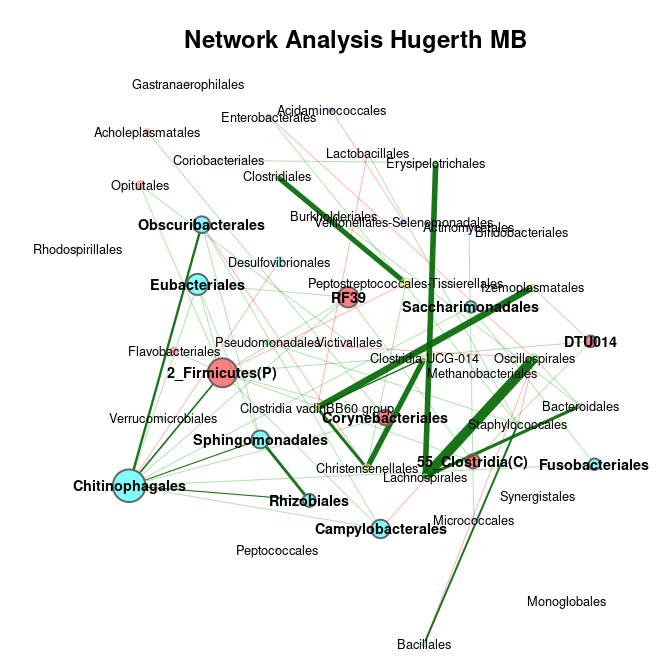 Network Analysis Hugerth MB
Gastranaerophilales
Acidaminococcales
Enterobacterales
Acholeplasmatales
Lactobacillales
Coriobacteriales
Erysipelotrichales
Clostridiales
Opitutales
Burkholderiales
Veillonellales-Selenomonadales
Obscuribacterales
Actinomycetales
Bifidobacteriales
Rhodospirillales
Desulfovibrionales
Eubacteriales
Peptostreptococcales-Tissierellales
Izemoplasmatales
RF39
Saccharimonadales
Pseudomonadales
Victivallales
DTU014
Flavobacteriales
Clostridia_UCG-014
Oscillospirales
2_Firmicutes(P)
Methanobacteriales
Clostridia vadinBB60 group
Bacteroidales
Verrucomicrobiales
Corynebacteriales
Staphylococcales
Sphingomonadales
Christensenellales
55_Clostridia(C)
Fusobacteriales
Lachnospirales
Chitinophagales
Rhizobiales
Synergistales
Micrococcales
Campylobacterales
Peptococcales
Monoglobales
Bacillales